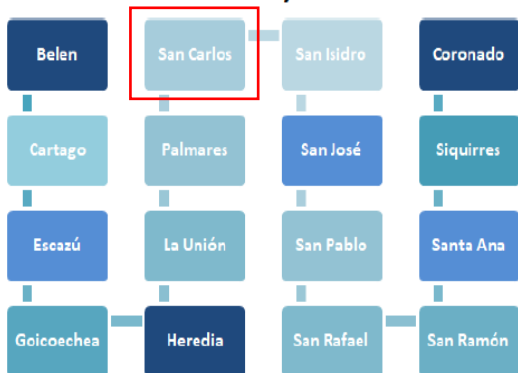 Belen
San Carlos
San Isidro
Coronado
Cartago
Palmares
San José
Siquirres
Escazú
La Unión
San Pablo
Santa Ana
Goicoechea
Heredia
San Rafael
San Ramón